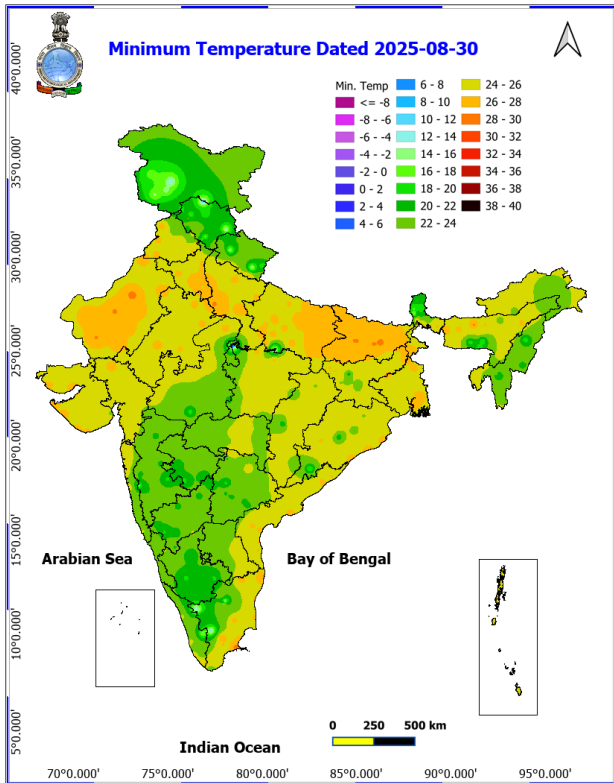 Minimum Temperature Dated 2025-08-30
Min. Temp
<= -8
-8 - -6
-6 - -4
-4 - -2
-2 - 0
0 - 2
2 - 4
4 - 6
6 - 8
8 - 10
10 - 12
12 - 14
14 - 16
16 - 18
18 - 20
20 - 22
22 - 24
24 - 26
26 - 28
28 - 30
30 - 32
32 - 34
34 - 36
36 - 38
38 - 40
40°0.000'
35°0.000'
30°0.000'
25°0.000'
20°0.000'
15°0.000'
10°0.000'
5°0.000'
Arabian Sea
Bay of Bengal
Indian Ocean
0 250 500 km
70°0.000' 75°0.000' 80°0.000' 85°0.000' 90°0.000' 95°0.000'